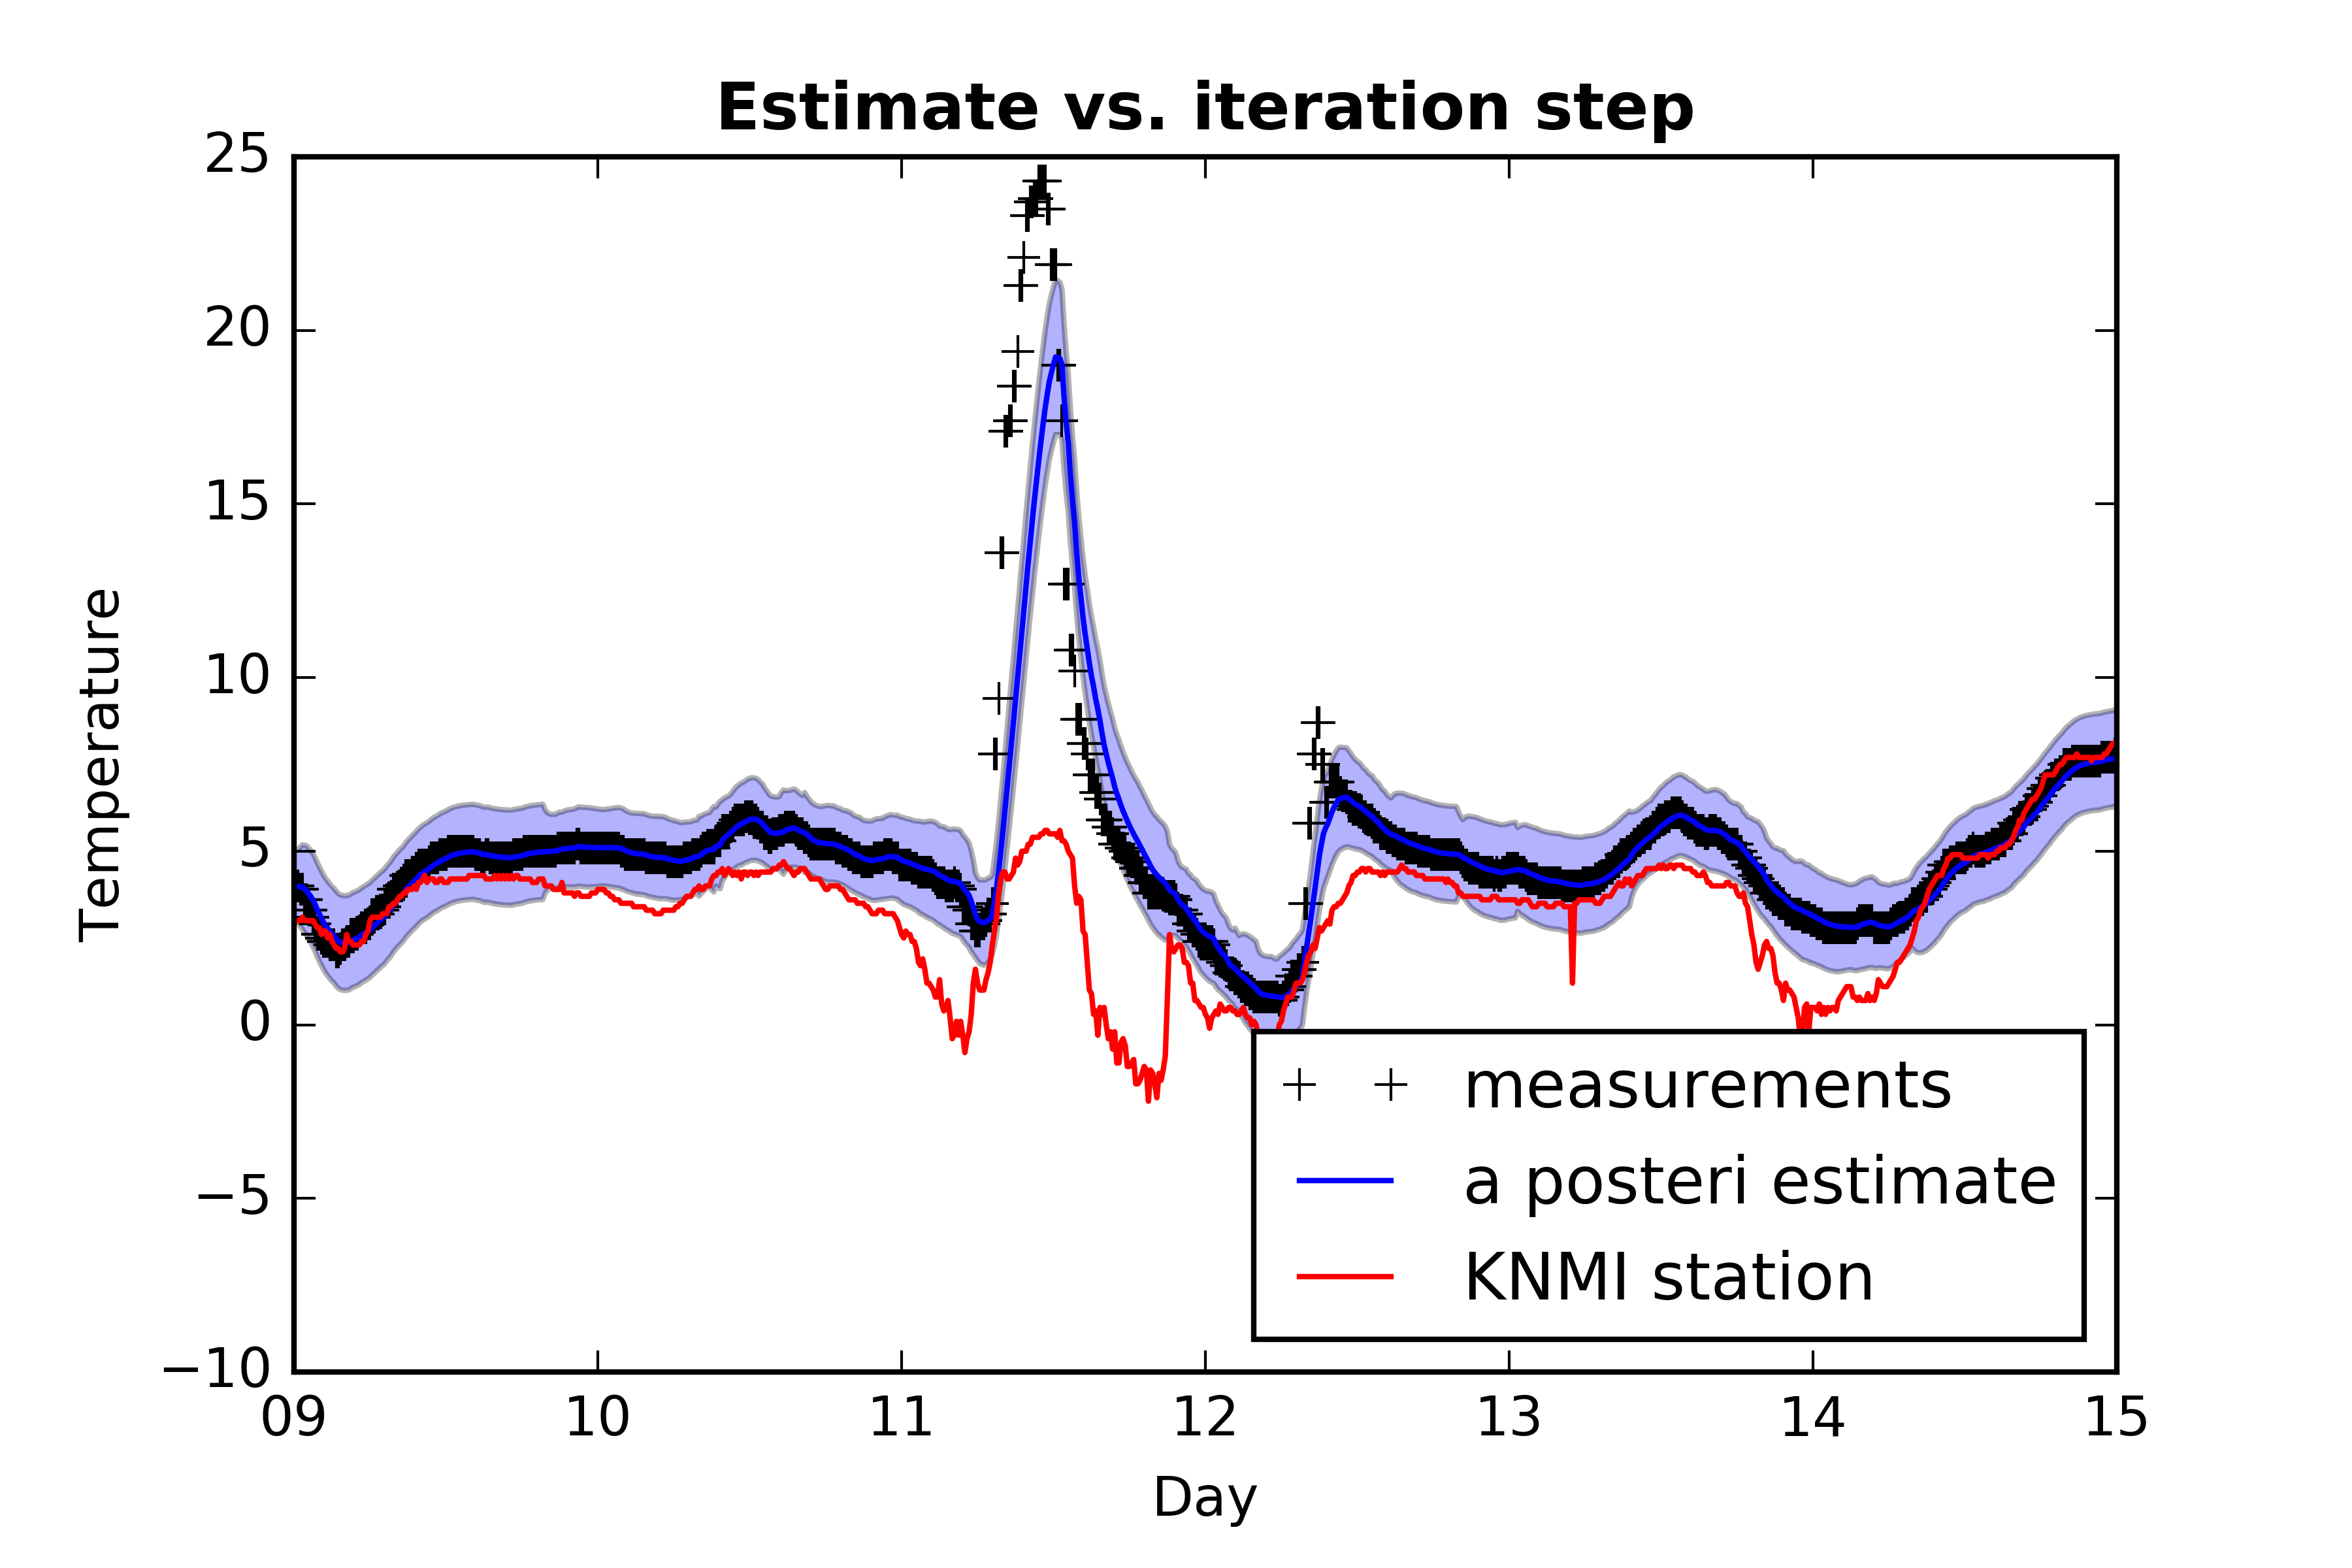 Estimate vs. iteration step
25
20
15
10
5
0
−5
−10
Temperature
measurements
a posteri estimate
KNMI station
09 10 11 12 13 14 15
Day